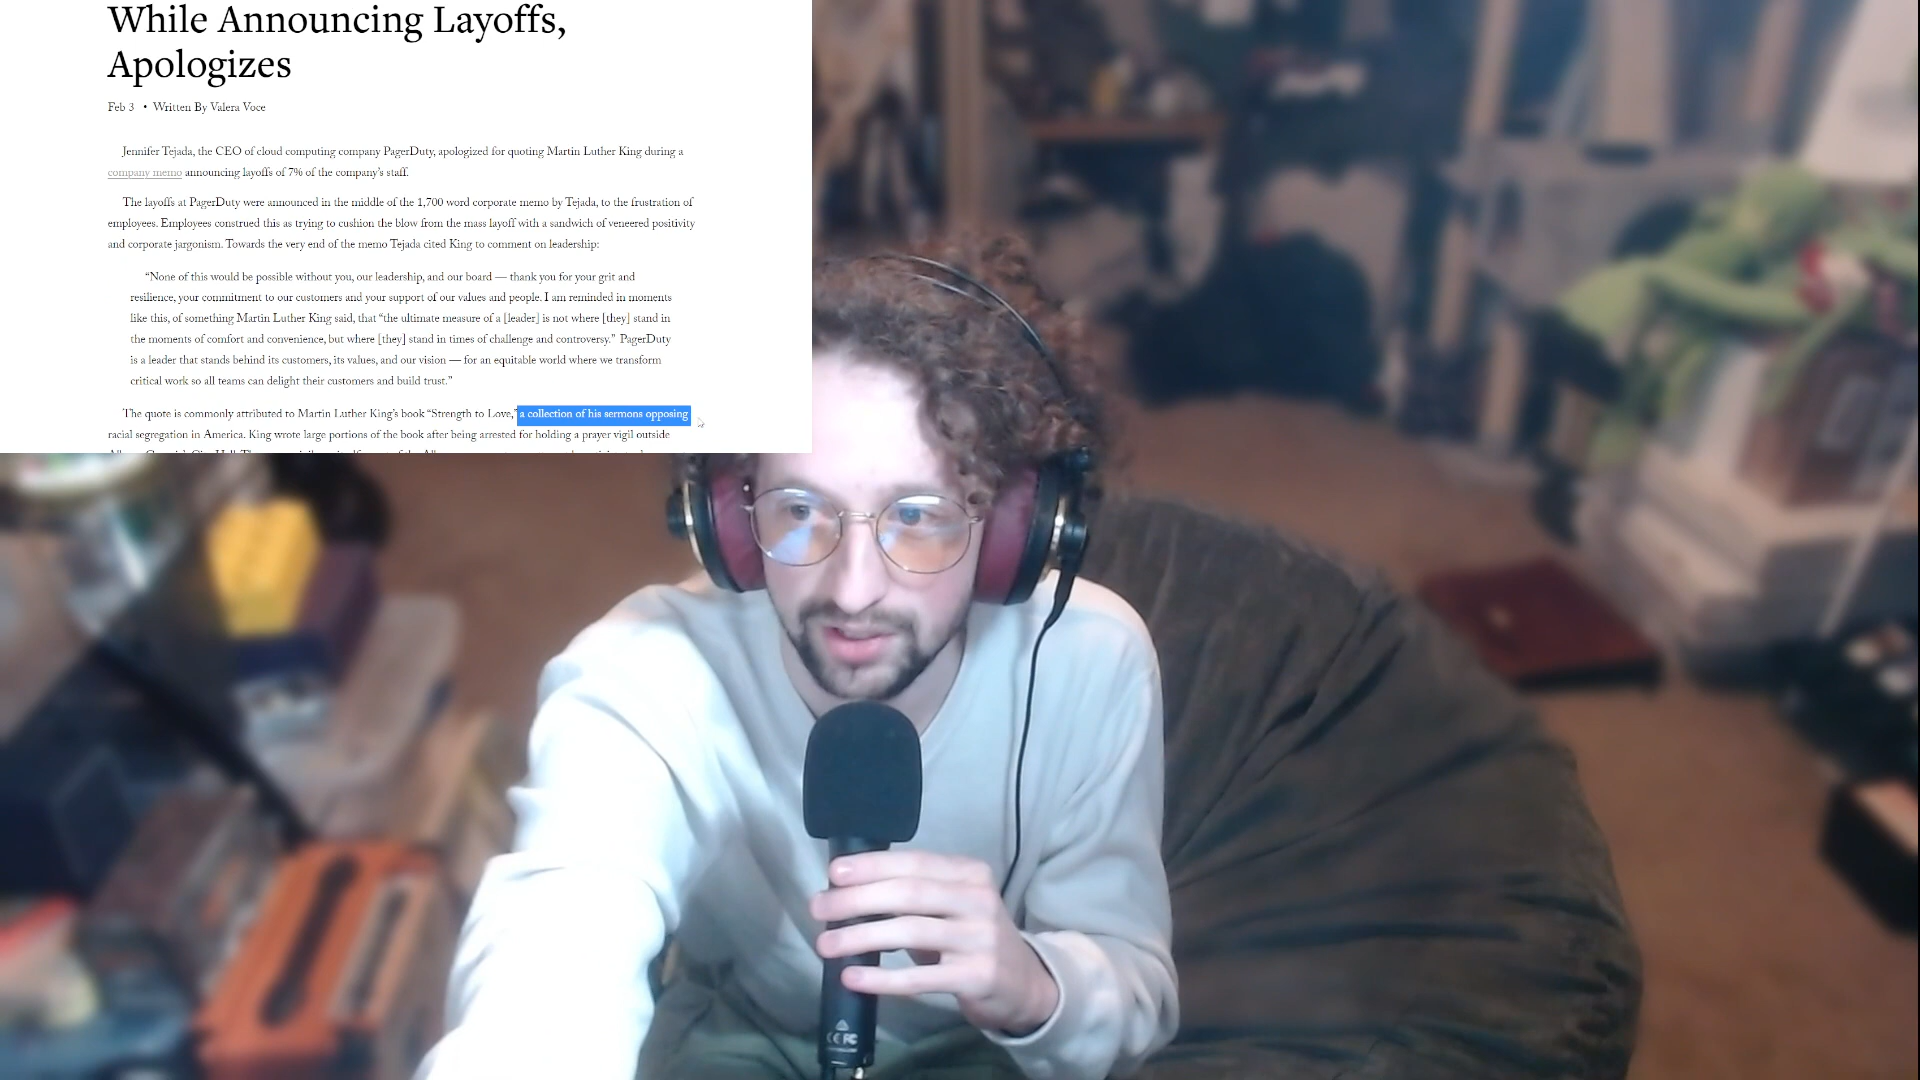 While Announcing Layoffs,
Apologizes
Feb 3 • Written By Valera Voce
Jennifer Tejada, the CEO of cloud computing company PagerDuty, apologized for quoting Martin Luther King during a
company memo announcing layoffs of 7% of the company's staff.
The layoffs at PagerDuty were announced in the middle of the 1,700 word corporate memo by Tejada, to the frustration of
employees. Employees construed this as trying to cushion the blow from the mass layoff with a sandwich of veneered positivity
and corporate jargonism. Towards the very end of the memo Tejada cited King to comment on leadership:
“None of this would be possible without you, our leadership, and our board — thank you for your grit and
resilience, your commitment to our customers and your support of our values and people. I am reminded in moments
like this, of something Martin Luther King said, that “the ultimate measure of a [leader] is not where [they] stand in
the moments of comfort and convenience, but where [they] stand in times of challenge and controversy.” PagerDuty
is a leader that stands behind its customers, its values, and our vision — for an equitable world where we transform
critical work so all teams can delight their customers and build trust.”
The quote is commonly attributed to Martin Luther King's book “Strength to Love,” a collection of his sermons opposing
racial segregation in America. King wrote large portions of the book after being arrested for holding a prayer vigil outside
CE FC